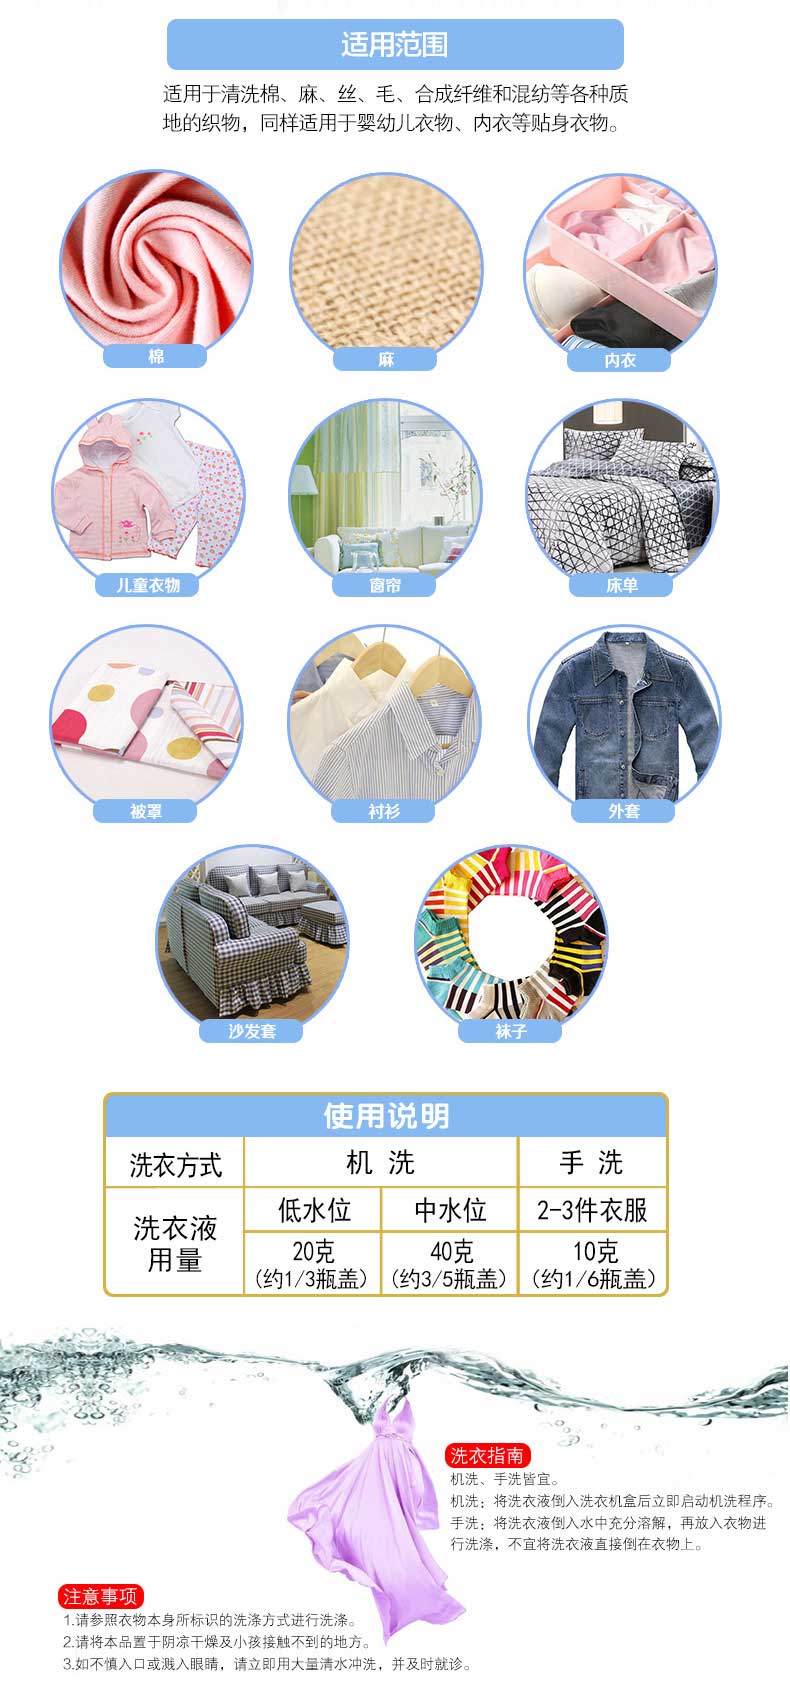 适用范围
适用于清洗棉、麻、丝、毛、合成纤维和混纺等各种质
地的织物，同样适用于婴幼儿衣物、内衣等贴身衣物。
棉
麻
内衣
儿童衣物
窗帘
床单
被罩
衬衫
外套
沙发套
袜子
使用说明
洗衣方式
机 洗
手 洗
洗衣液
用量
低水位
中水位
2-3件衣服
20克
(约1/3瓶盖)
40克
(约3/5瓶盖)
10克
(约1/6瓶盖)
洗衣指南
机洗、手洗皆宜。
机洗：将洗衣液倒入洗衣机盒后立即启动机洗程序。
手洗：将洗衣液倒入水中充分溶解，再放入衣物进
行洗涤，不宜将洗衣液直接倒在衣物上。
注意事项
1.请参照衣物本身所标识的洗涤方式进行洗涤。
2.请将本品置于阴凉干燥及小孩接触不到的地方。
3.如不慎入口或溅入眼睛，请立即用大量清水冲洗，并及时就诊。